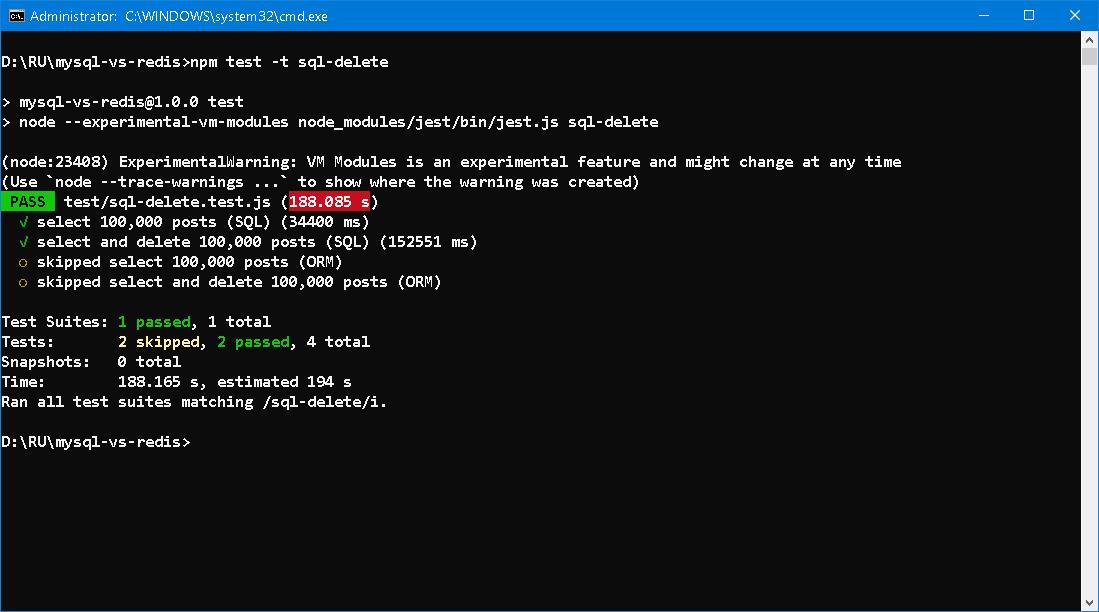 Administrator: C:\WINDOWS\system32\cmd.exe
D:\RU\mysql-vs-redis>npm test -t sql-delete
> mysql-vs-redis@1.0.0 test
> node --experimental-vm-modules node_modules/jest/bin/jest.js sql-delete
(node:23408) ExperimentalWarning: VM Modules is an experimental feature and might change at any time
(Use `node --trace-warnings ...` to show where the warning was created)
PASS test/sql-delete.test.js (188.085 s)
√ select 100,000 posts (SQL) (34400 ms)
√ select and delete 100,000 posts (SQL) (152551 ms)
○ skipped select 100,000 posts (ORM)
○ skipped select and delete 100,000 posts (ORM)
Test Suites: 1 passed, 1 total
Tests: 2 skipped, 2 passed, 4 total
Snapshots: 0 total
Time: 188.165 s, estimated 194 s
Ran all test suites matching /sql-delete/i.
D:\RU\mysql-vs-redis>